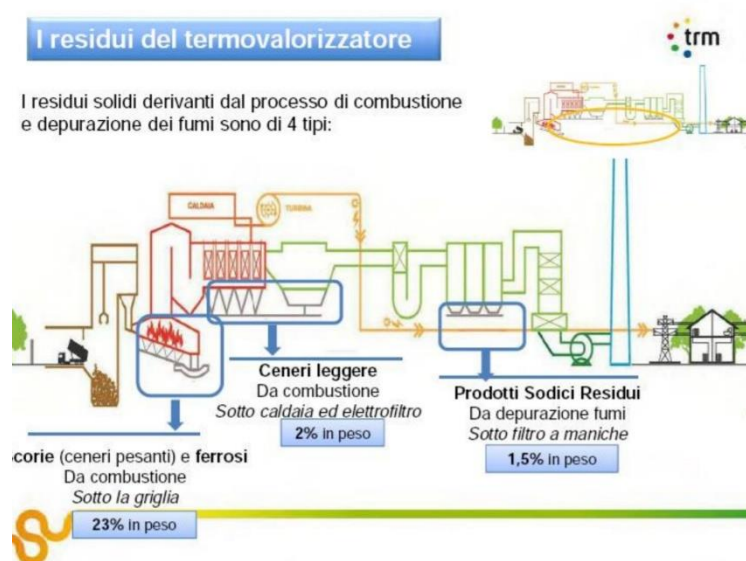 I residui del termovalorizzatore
trm
I residui solidi derivanti dal processo di combustione
e depurazione dei fumi sono di 4 tipi:
CALDAIA
TURBINA
Ceneri leggere
Da combustione
Sotto caldaia ed elettrofiltro
2% in peso
Prodotti Sodici Residui
Da depurazione fumi
Sotto filtro a maniche
1,5% in peso
corie (ceneri pesanti) e ferrosi
Da combustione
Sotto la griglia
23% in peso